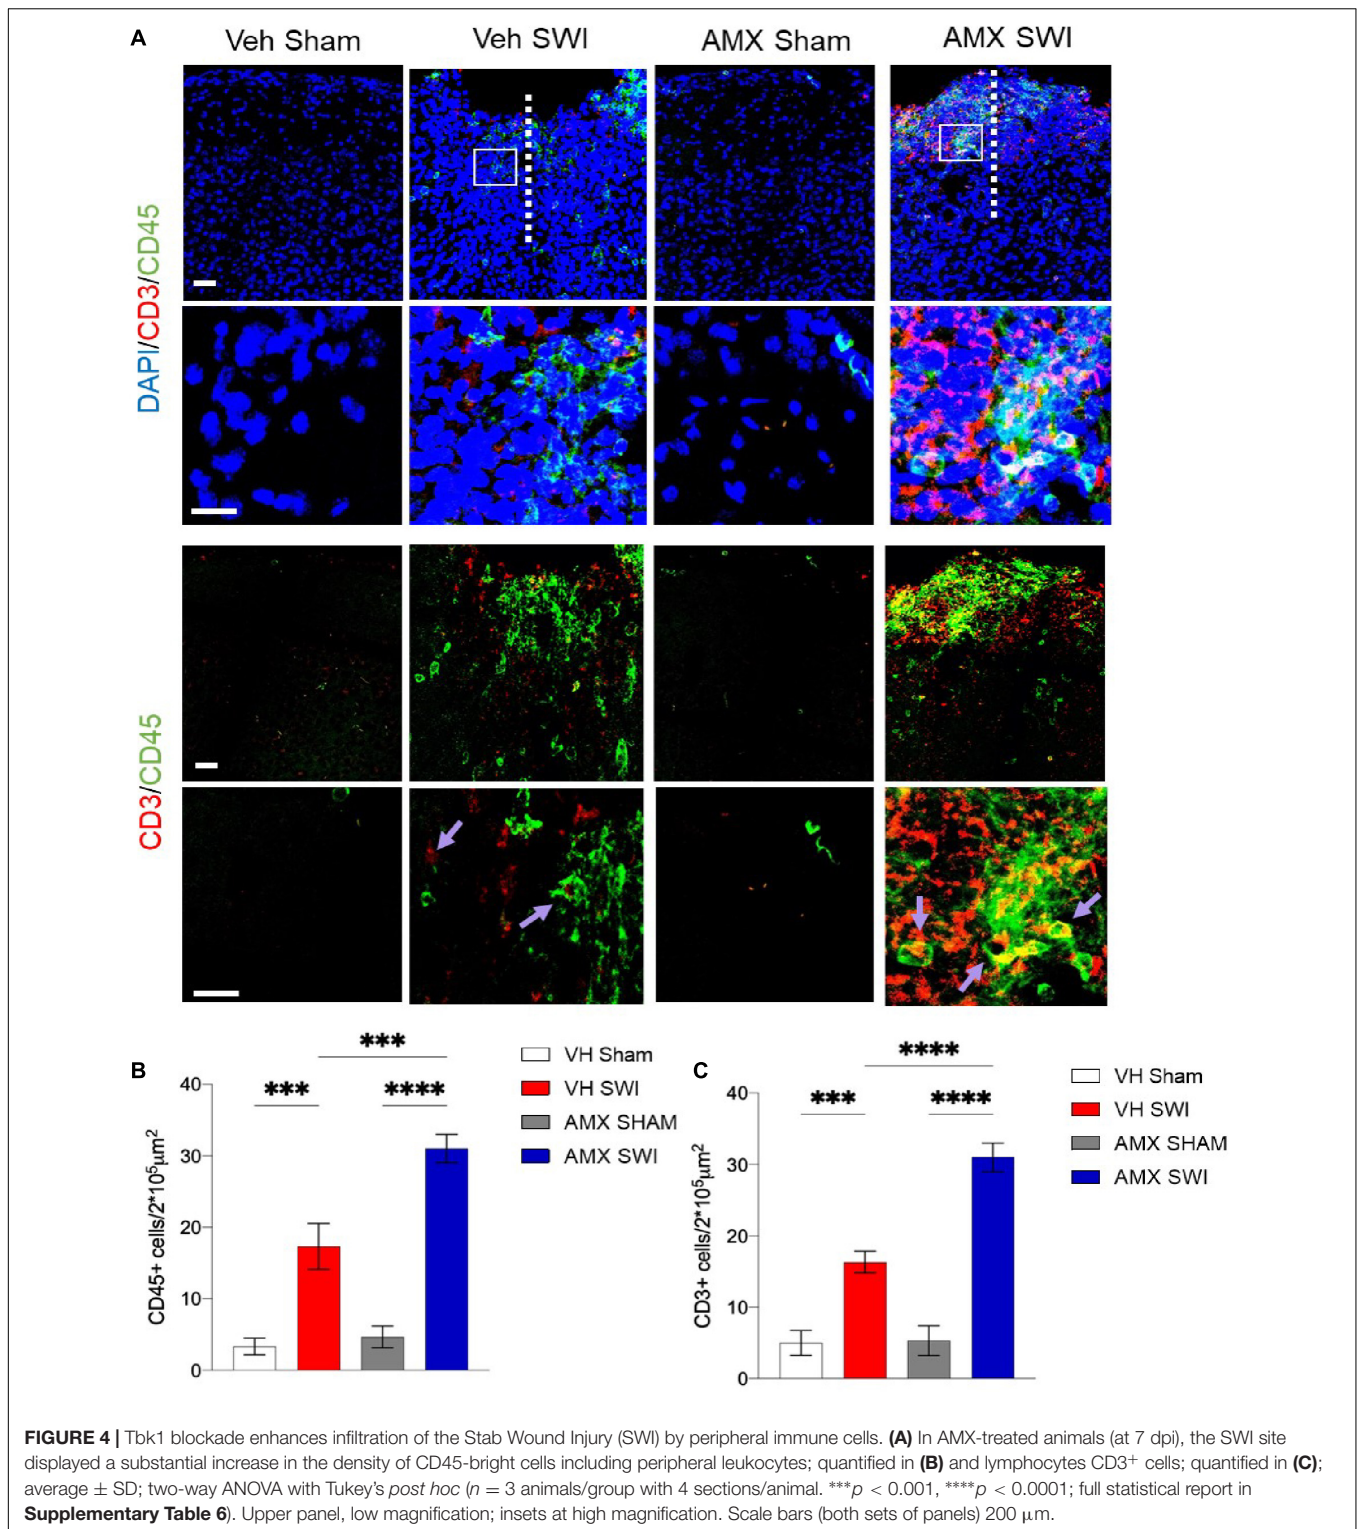 A
Veh Sham
Veh SWI
AMX Sham
AMX SWI
DAPI/CD3/CD45
CD3/CD45
B
***
***
****
40
30
20
10
0
CD45+ cells/2*10⁵μm²
VH Sham
VH SWI
AMX SHAM
AMX SWI
C
****
***
****
40
30
20
10
0
CD3+ cells/2*10⁵μm²
VH Sham
VH SWI
AMX SHAM
AMX SWI
FIGURE 4 | Tbk1 blockade enhances infiltration of the Stab Wound Injury (SWI) by peripheral immune cells. (A) In AMX-treated animals (at 7 dpi), the SWI site
displayed a substantial increase in the density of CD45-bright cells including peripheral leukocytes; quantified in (B) and lymphocytes CD3⁺ cells; quantified in (C);
average ± SD; two-way ANOVA with Tukey's post hoc (n = 3 animals/group with 4 sections/animal. ***p < 0.001, ****p < 0.0001; full statistical report in
Supplementary Table 6). Upper panel, low magnification; insets at high magnification. Scale bars (both sets of panels) 200 μm.